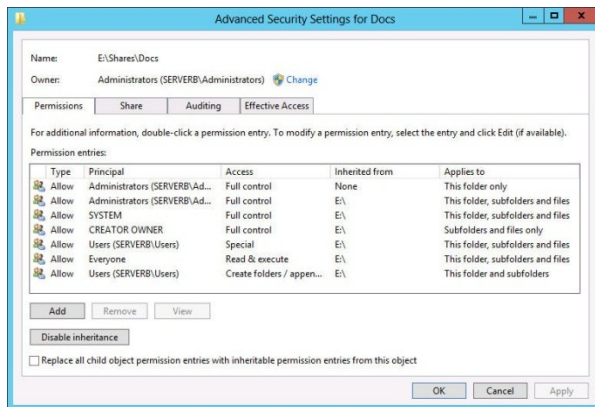 Advanced Security Settings for Docs
Name: E:\Shares\Docs
Owner: Administrators (SERVERB\Administrators) Change
Permissions Share Auditing Effective Access
For additional information, double-click a permission entry. To modify a permission entry, select the entry and click Edit (if available).
Permission entries:
Type Principal Access Inherited from Applies to
Allow Administrators (SERVERB\Ad... Full control None This folder only
Allow Administrators (SERVERB\Ad... Full control E:\ This folder, subfolders and files
Allow SYSTEM Full control E:\ This folder, subfolders and files
Allow CREATOR OWNER Full control E:\ Subfolders and files only
Allow Users (SERVERB\Users) Special E:\ This folder, subfolders and files
Allow Everyone Read & execute E:\ This folder, subfolders and files
Allow Users (SERVERB\Users) Create folders / appen... E:\ This folder and subfolders
Add Remove View
Disable inheritance
Replace all child object permission entries with inheritable permission entries from this object
OK Cancel Apply